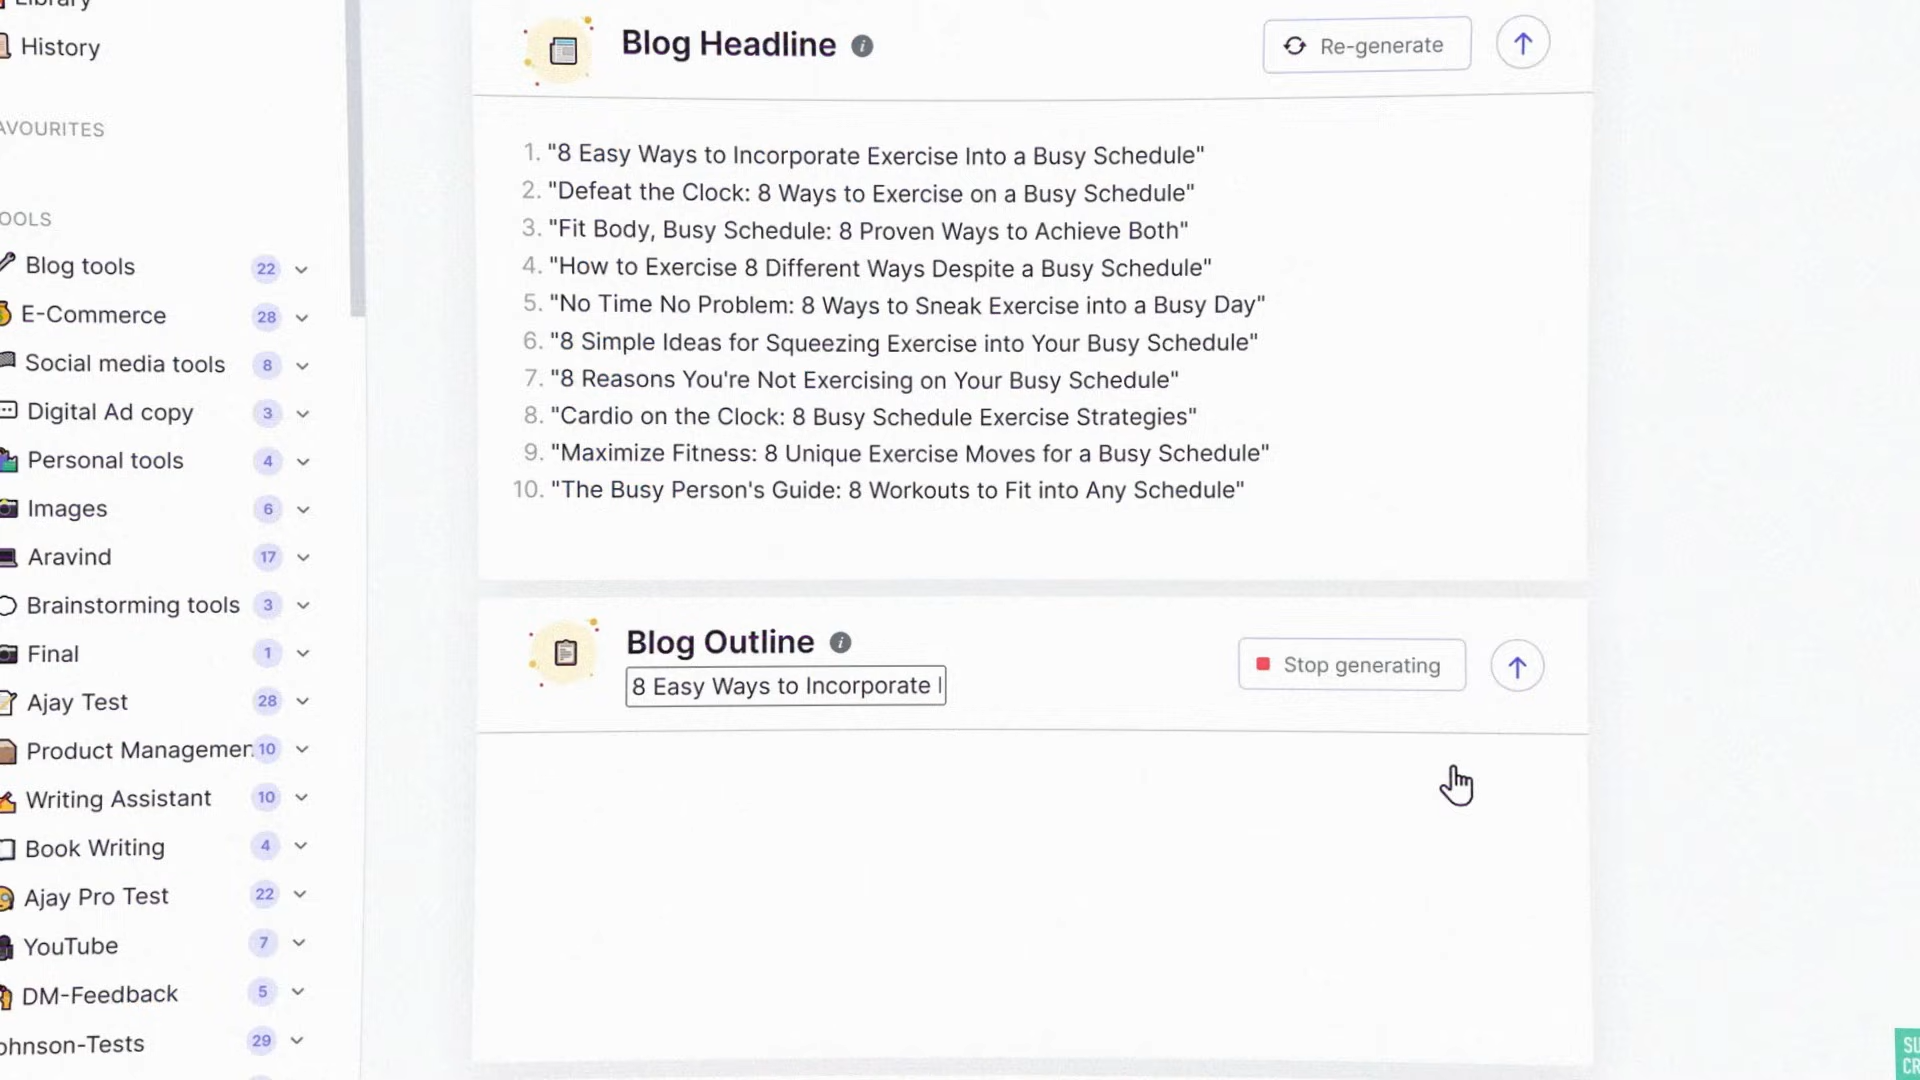 Library
History
AVOURITES
OOLS
Blog tools 22
E-Commerce 28
Social media tools 8
Digital Ad copy 3
Personal tools 4
Images 6
Aravind 17
Brainstorming tools 3
Final 1
Ajay Test 28
Product Managemen 10
Writing Assistant 10
Book Writing 4
Ajay Pro Test 22
YouTube 7
DM-Feedback 5
ohnson-Tests 29
Blog Headline
Re-generate
1. "8 Easy Ways to Incorporate Exercise Into a Busy Schedule"
2. "Defeat the Clock: 8 Ways to Exercise on a Busy Schedule"
3. "Fit Body, Busy Schedule: 8 Proven Ways to Achieve Both"
4. "How to Exercise 8 Different Ways Despite a Busy Schedule"
5. "No Time No Problem: 8 Ways to Sneak Exercise into a Busy Day"
6. "8 Simple Ideas for Squeezing Exercise into Your Busy Schedule"
7. "8 Reasons You're Not Exercising on Your Busy Schedule"
8. "Cardio on the Clock: 8 Busy Schedule Exercise Strategies"
9. "Maximize Fitness: 8 Unique Exercise Moves for a Busy Schedule"
10. "The Busy Person's Guide: 8 Workouts to Fit into Any Schedule"
Blog Outline
8 Easy Ways to Incorporate I
Stop generating
SU
CR